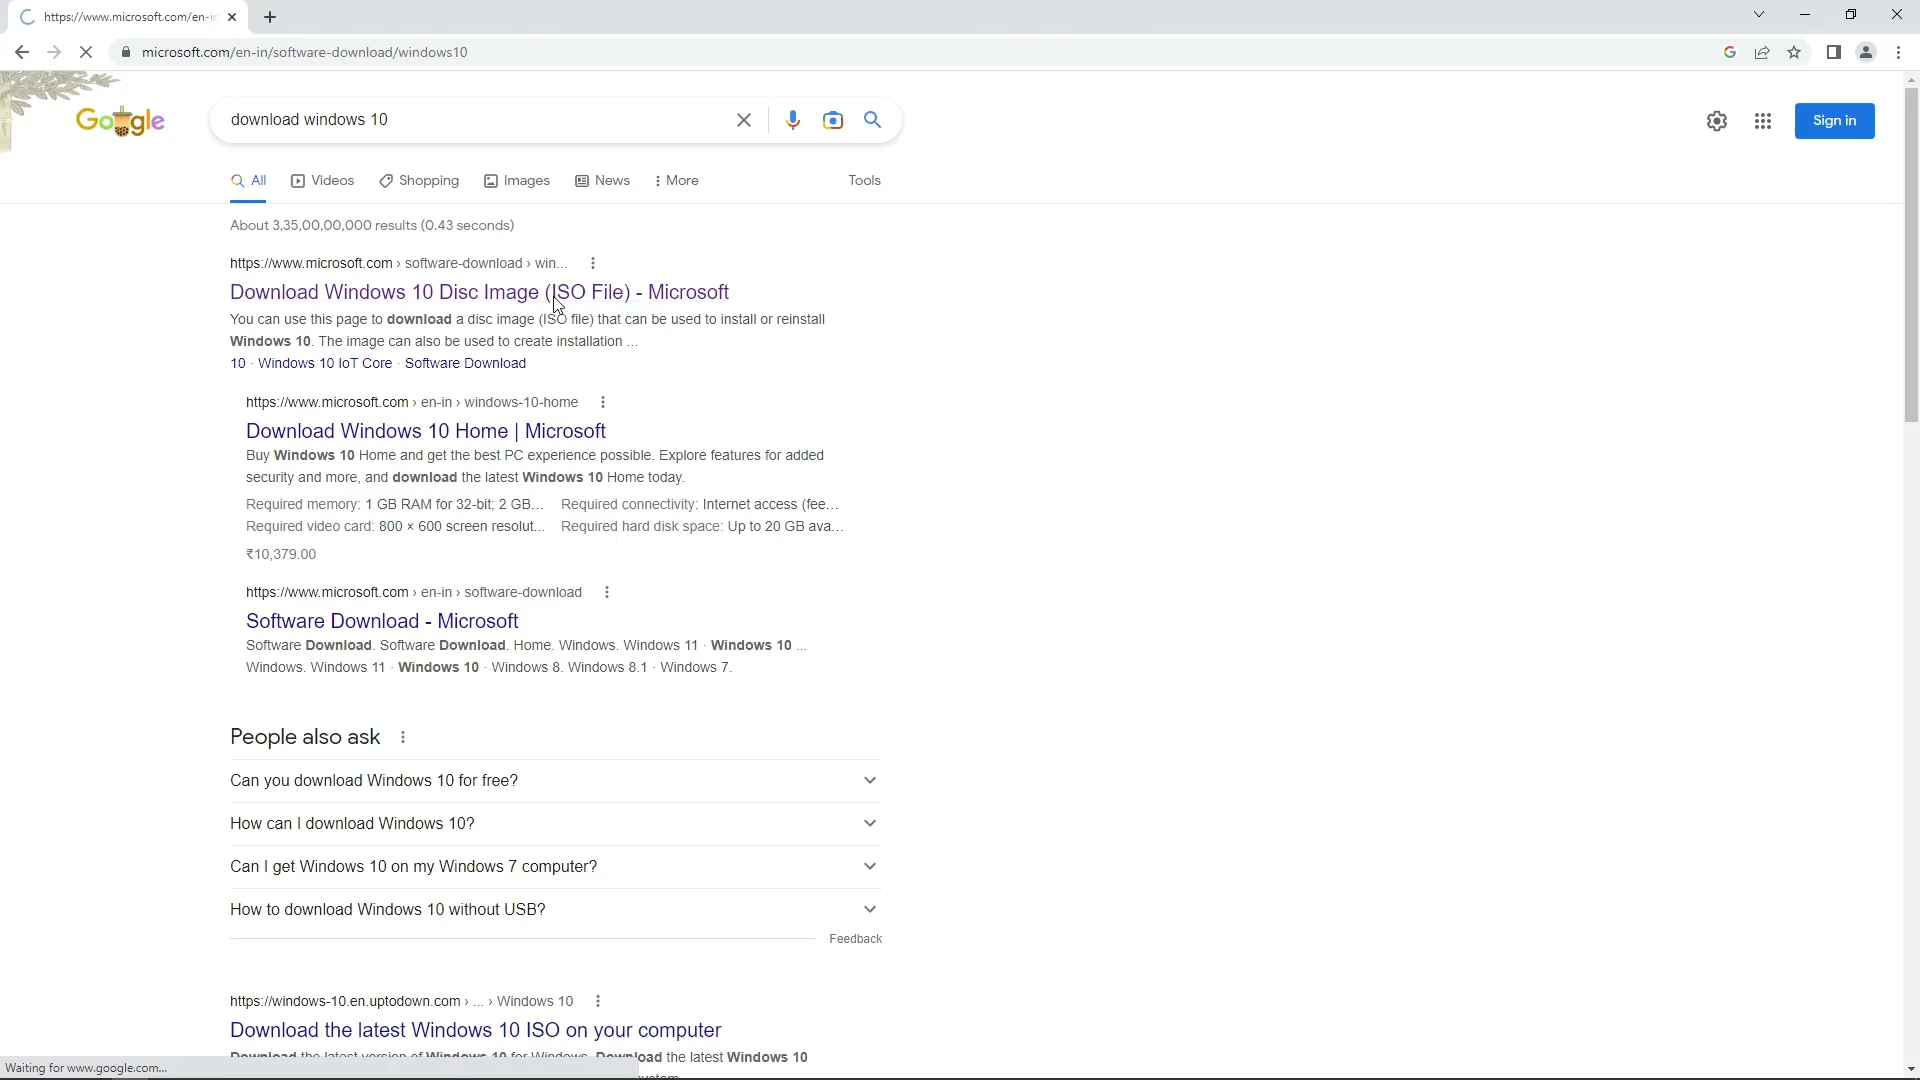 https://www.microsoft.com/en-in
microsoft.com/en-in/software-download/windows10
Google
download windows 10
Sign in
All
Videos
Shopping
Images
News
More
Tools
About 3,35,00,00,000 results (0.43 seconds)
https://www.microsoft.com › software-download › win...
Download Windows 10 Disc Image (ISO File) - Microsoft
You can use this page to download a disc image (ISO file) that can be used to install or reinstall
Windows 10. The image can also be used to create installation ...
10 · Windows 10 IoT Core · Software Download
https://www.microsoft.com › en-in › windows-10-home
Download Windows 10 Home | Microsoft
Buy Windows 10 Home and get the best PC experience possible. Explore features for added
security and more, and download the latest Windows 10 Home today.
Required memory: 1 GB RAM for 32-bit; 2 GB... Required connectivity: Internet access (fee...
Required video card: 800 × 600 screen resolut... Required hard disk space: Up to 20 GB ava...
₹10,379.00
https://www.microsoft.com › en-in › software-download
Software Download - Microsoft
Software Download. Software Download. Home. Windows. Windows 11 · Windows 10 ...
Windows. Windows 11 · Windows 10 · Windows 8. Windows 8.1 · Windows 7.
People also ask
Can you download Windows 10 for free?
How can I download Windows 10?
Can I get Windows 10 on my Windows 7 computer?
How to download Windows 10 without USB?
Feedback
https://windows-10.en.uptodown.com › ... › Windows 10
Download the latest Windows 10 ISO on your computer
Download the latest version of Windows 10 for Windows. Download the latest Windows 10
Waiting for www.google.com...